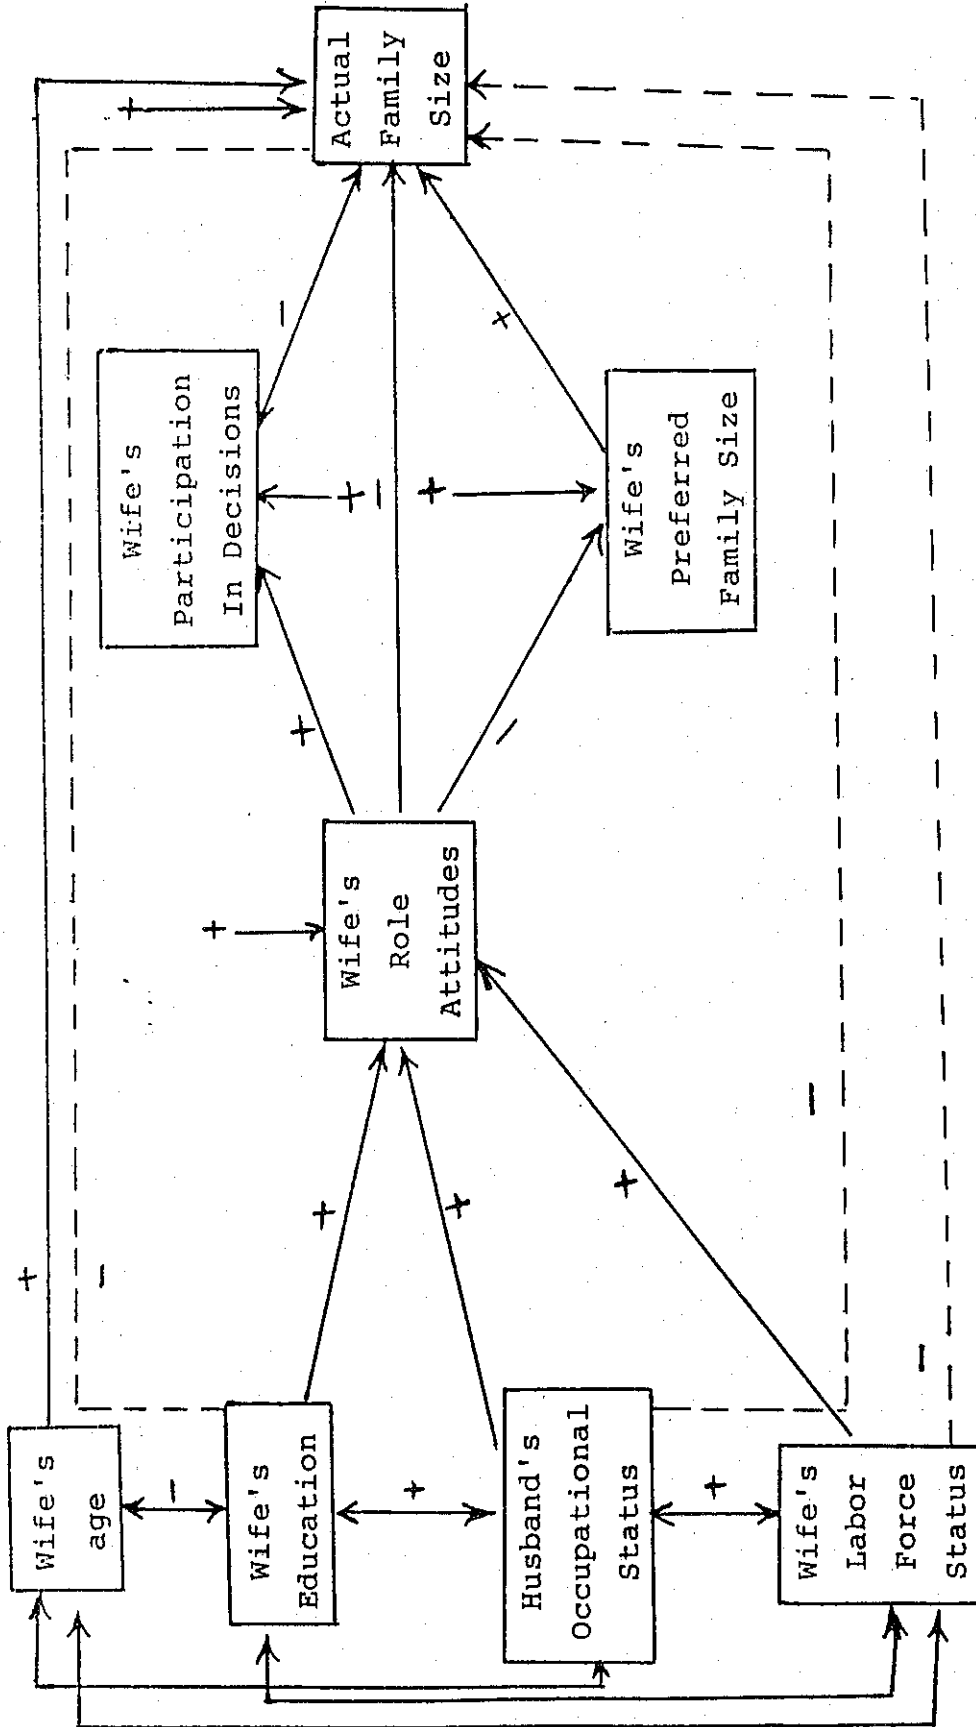 Wife's
age
Wife's
Education
Husband's
Occupational
Status
Wife's
Labor
Force
Status
Wife's
Role
Attitudes
Wife's
Participation
In Decisions
Wife's
Preferred
Family Size
Actual
Family
Size
+
-
-
+
+
+
+
+
-
-
+
+
-
+
-
+
-
+
+